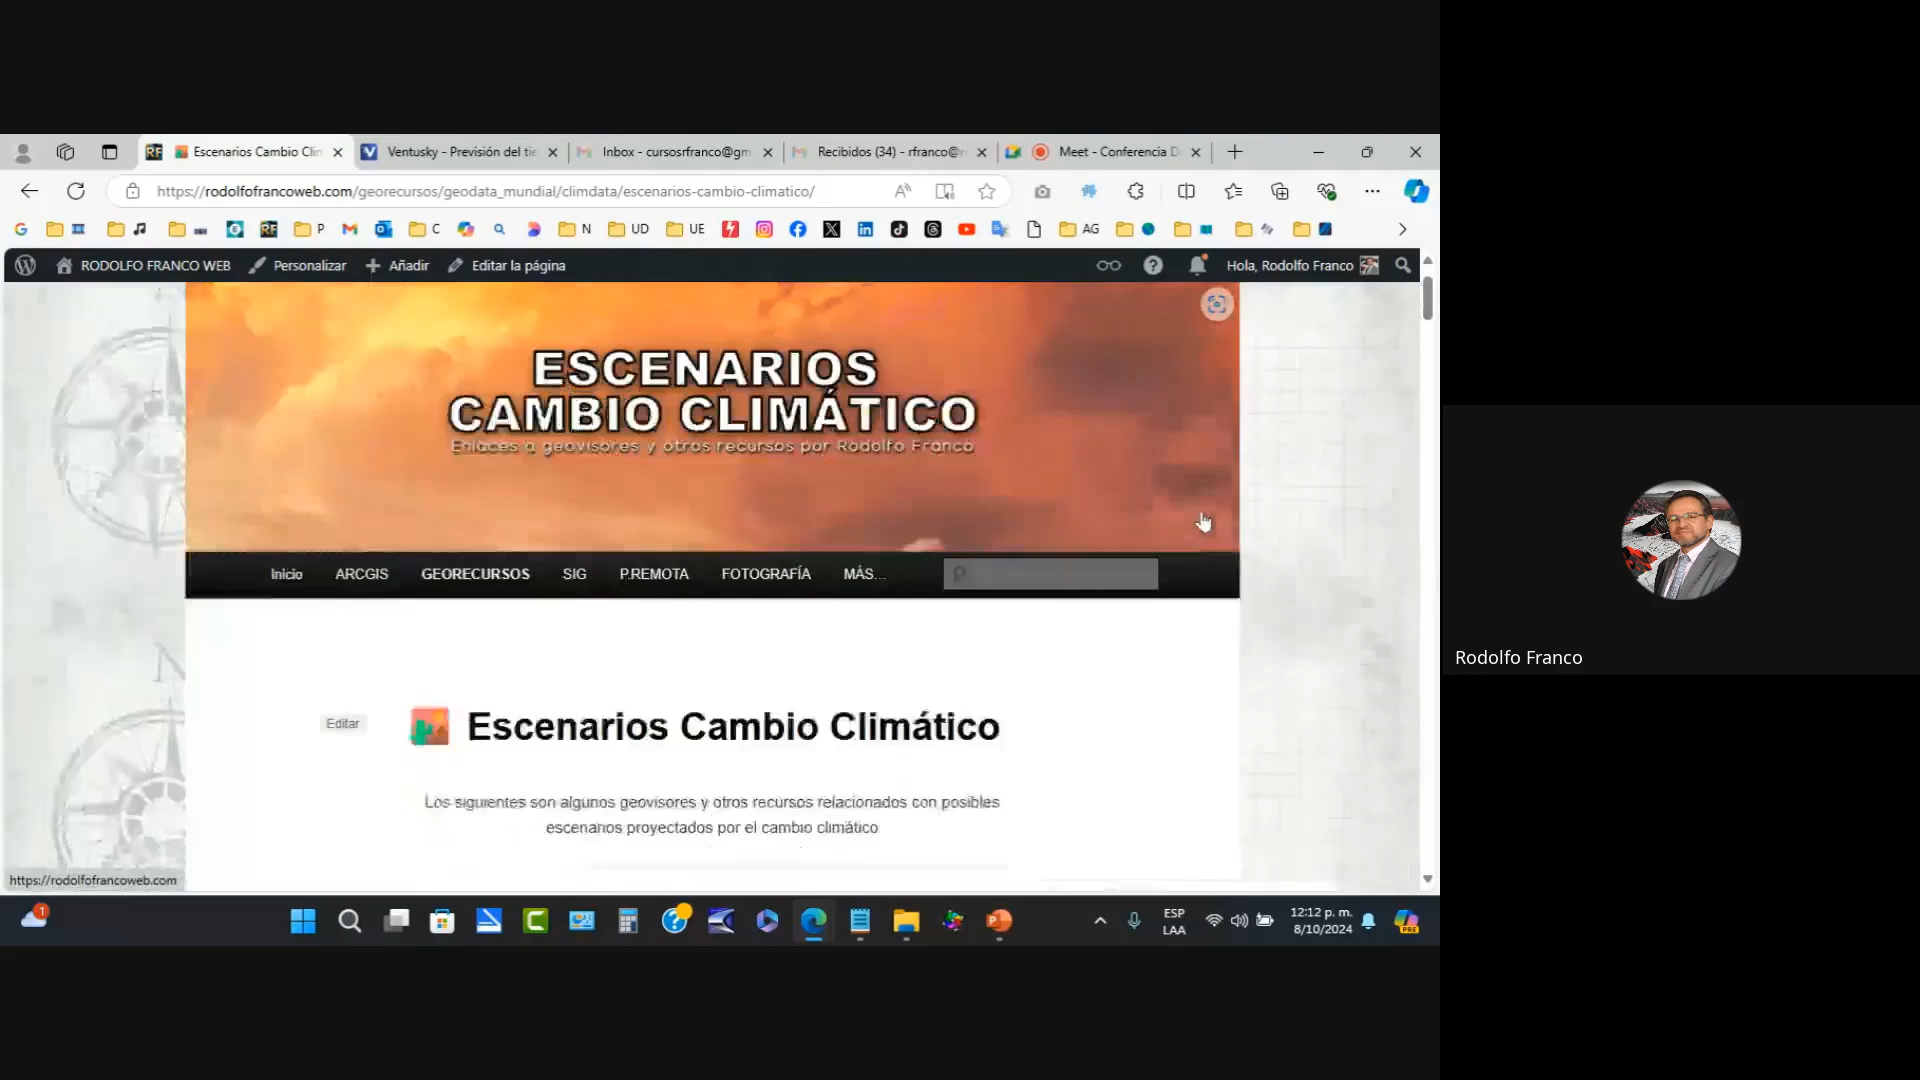 Escenarios Cambio Clin
Ventusky - Previsión del tie
Inbox - cursosrfranco@gm
Recibidos (34) - rfranco@
Meet - Conferencia D
https://rodolfofrancoweb.com/georecursos/geodata_mundial/climdata/escenarios-cambio-climatico/
P
C
N
UD
UE
AG
RODOLFO FRANCO WEB
Personalizar
Añadir
Editar la página
Hola, Rodolfo Franco
ESCENARIOS
CAMBIO CLIMÁTICO
Enlaces a geovisores y otros recursos por Rodolfo Franco
Inicio
ARCGIS
GEORECURSOS
SIG
P.REMOTA
FOTOGRAFÍA
MÁS...
Editar
Escenarios Cambio Climático
Los siguientes son algunos geovisores y otros recursos relacionados con posibles
escenarios proyectados por el cambio climático
https://rodolfofrancoweb.com
1
ESP
LAA
12:12 p. m.
8/10/2024
Rodolfo Franco